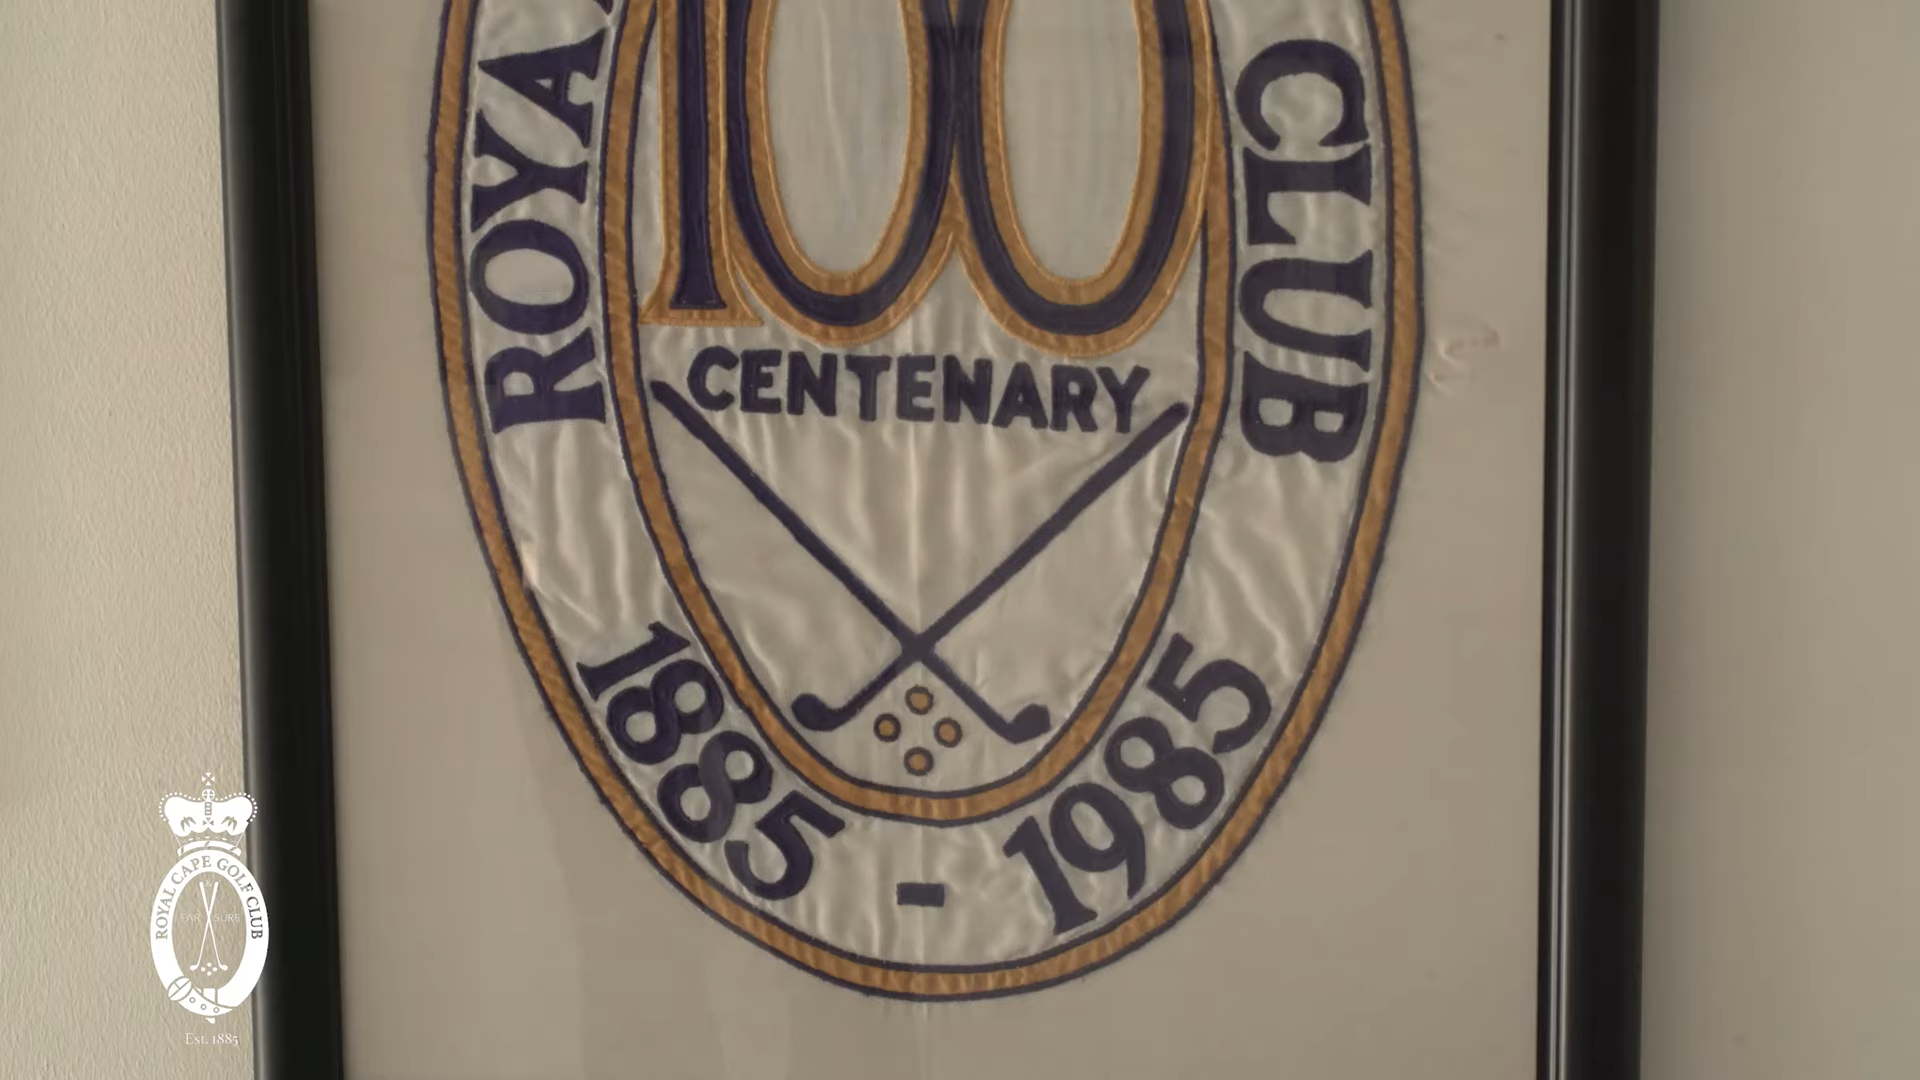 ROYA
100
CLUB
CENTENARY
1885 - 1985
ROYAL CAPE GOLF CLUB
FAR SURE
Est. 1885